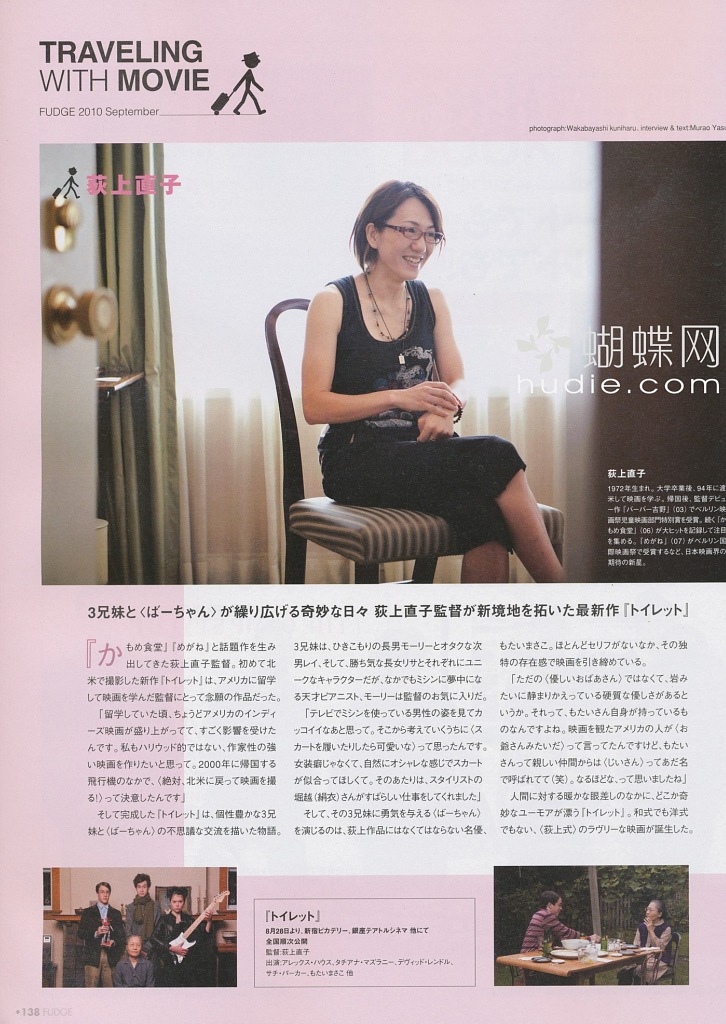 TRAVELING
WITH MOVIE
FUDGE 2010 September
photograph:Wakabayashi kuniharu. interview & text:Murao Yasu
荻上直子
蝴蝶网
hudie.com
荻上直子
1972年生まれ。大学卒業後、94年に渡
米して映画を学ぶ。帰国後、監督デビュ
ー作『バーバー吉野』(03)でベルリン映
画祭児童映画部門特別賞を受賞。続く『か
もめ食堂』(06)が大ヒットを記録して注目
を集める。『めがね』(07)がベルリン国
際映画祭で受賞するなど、日本映画界の
期待の新星。
3兄妹と〈ばーちゃん〉が繰り広げる奇妙な日々 荻上直子監督が新境地を拓いた最新作『トイレット』
『かもめ食堂』『めがね』と話題作を生み
出してきた荻上直子監督。初めて北
米で撮影した新作『トイレット』は、アメリカに留学
して映画を学んだ監督にとって念願の作品だった。
「留学していた頃、ちょうどアメリカのインディ
ーズ映画が盛り上がってて、すごく影響を受けた
んです。私もハリウッド的ではない、作家性の強
い映画を作りたいと思って。2000年に帰国する
飛行機のなかで、〈絶対、北米に戻って映画を撮
る!〉って決意したんです」
そして完成した『トイレット』は、個性豊かな3兄
妹と〈ばーちゃん〉の不思議な交流を描いた物語。
3兄妹は、ひきこもりの長男モーリーとオタクな次
男レイ、そして、勝ち気な長女リサとそれぞれにユニ
ークなキャラクターだが、なかでもミシンに夢中にな
る天才ピアニスト、モーリーは監督のお気に入りだ。
「テレビでミシンを使っている男性の姿を見てカ
ッコイイなあと思って。そこから考えていくうちに〈ス
カートを履いたりしたら可愛いな〉って思ったんです。
女装癖じゃなくて、自然にオシャレな感じでスカート
が似合ってほしくて。そのあたりは、スタイリストの
堀越(絹衣)さんがすばらしい仕事をしてくれました」
そして、その3兄妹に勇気を与える〈ばーちゃん〉
を演じるのは、荻上作品にはなくてはならない名優、
もたいまさこ。ほとんどセリフがないなか、その独
特の存在感で映画を引き締めている。
「ただの〈優しいおばあさん〉ではなくて、岩み
たいに静まりかえっている硬質な優しさがあると
いうか。それって、もたいさん自身が持っているも
のなんですよね。映画を観たアメリカの人が〈お
爺さんみたいだ〉って言ってたんですけど、もたい
さんって親しい仲間からは〈じいさん〉ってあだ名
で呼ばれてて(笑)。なるほどな、って思いましたね」
人間に対する暖かな眼差しのなかに、どこか奇
妙なユーモアが漂う『トイレット』。和式でも洋式
でもない、〈荻上式〉のラヴリーな映画が誕生した。
『トイレット』
8月28日より、新宿ピカデリー、銀座テアトルシネマ 他にて
全国順次公開
監督:荻上直子
出演:アレックス・ハウス、タチアナ・マズラニー、デヴィッド・レンドル、
サチ・パーカー、もたいまさこ 他
•138 FUDGE